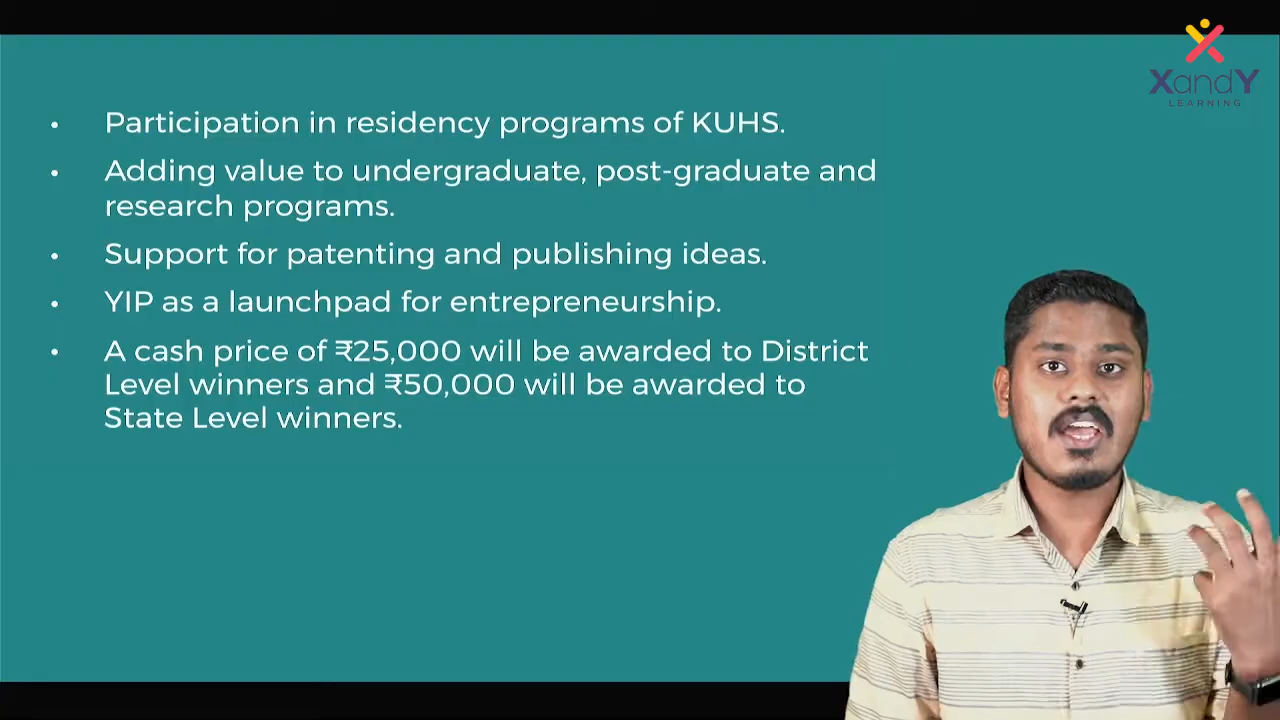 XandY
LEARNING
• Participation in residency programs of KUHS.
• Adding value to undergraduate, post-graduate and
research programs.
• Support for patenting and publishing ideas.
• YIP as a launchpad for entrepreneurship.
• A cash price of ₹25,000 will be awarded to District
Level winners and ₹50,000 will be awarded to
State Level winners.